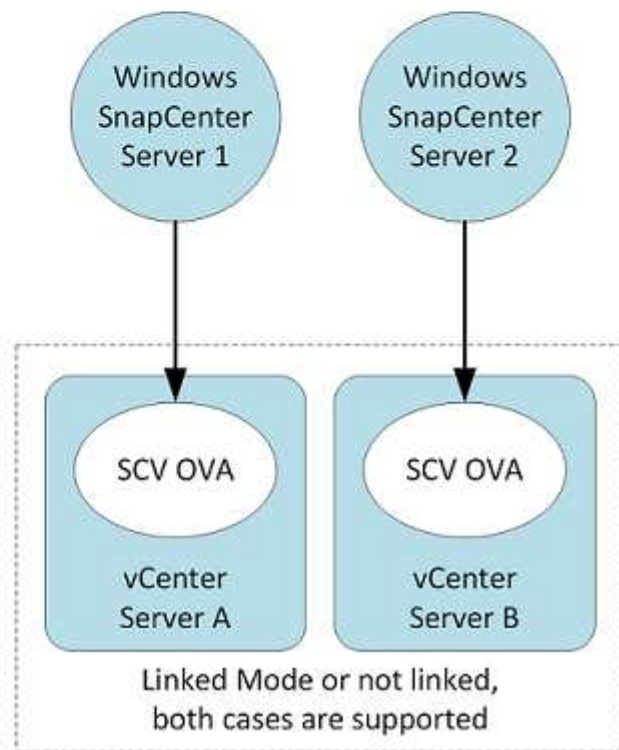 Windows
SnapCenter
Server 1
Windows
SnapCenter
Server 2
SCV OVA
vCenter
Server A
SCV OVA
vCenter
Server B
Linked Mode or not linked,
both cases are supported